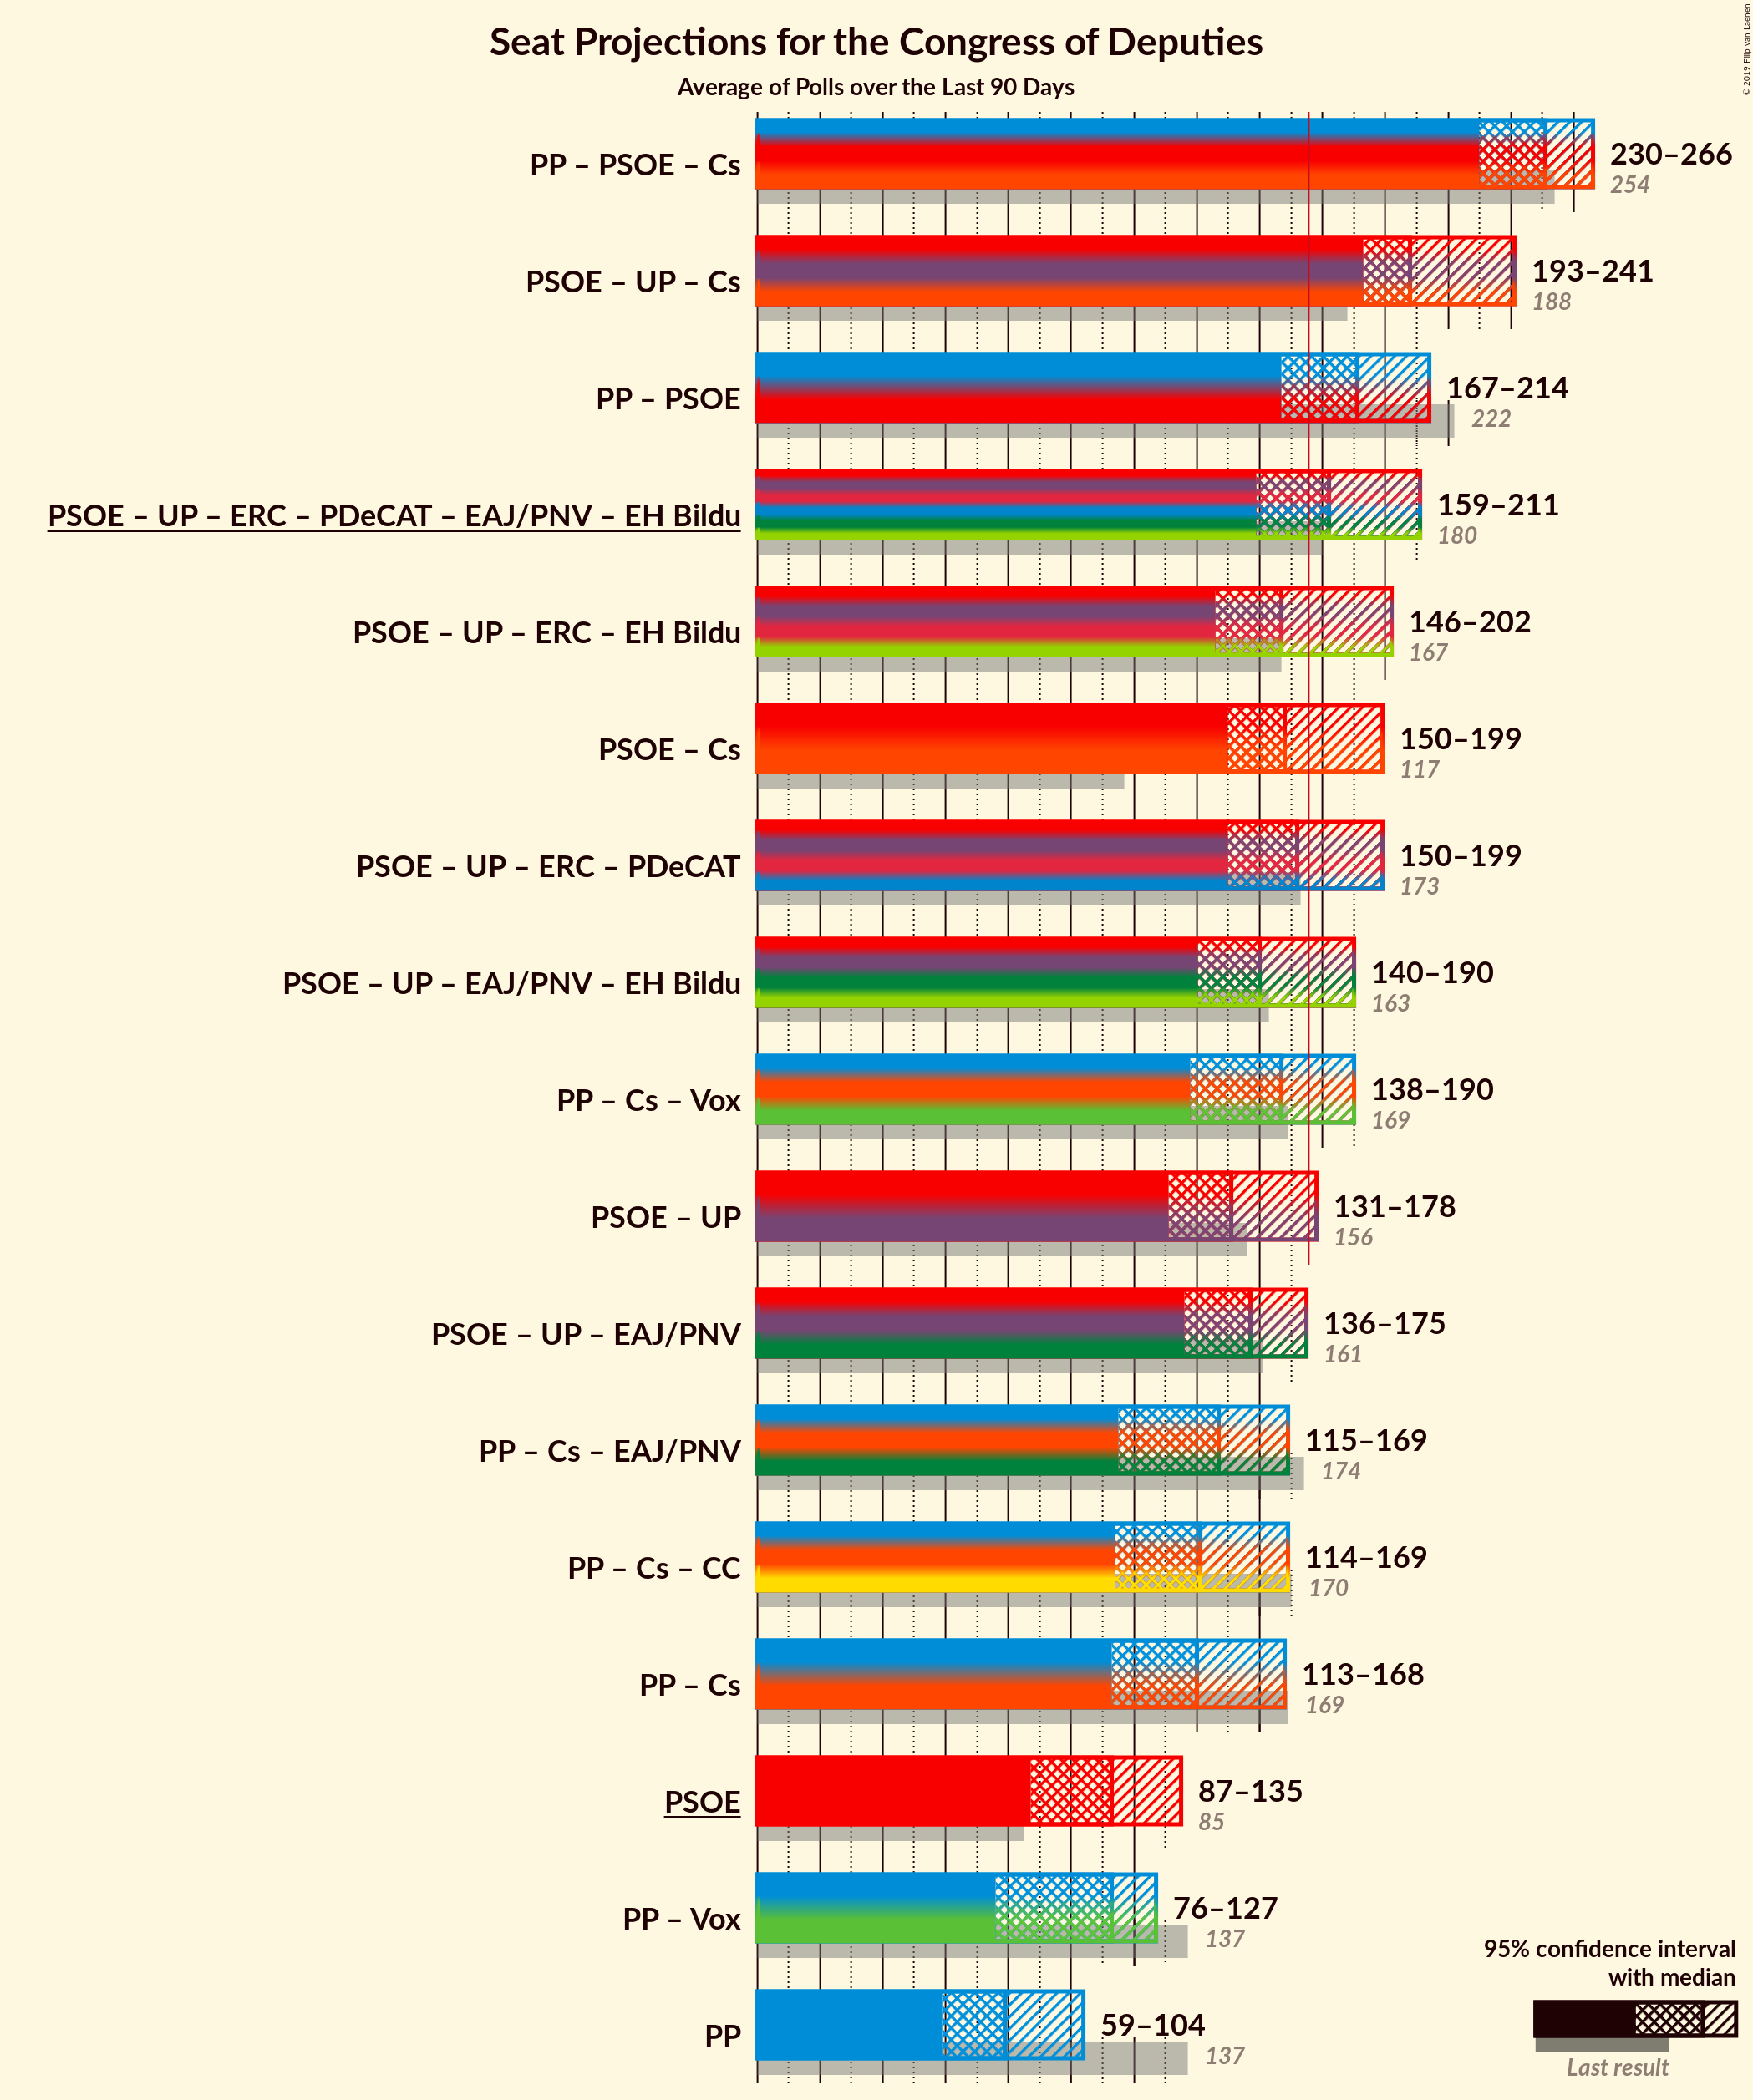 Seat Projections for the Congress of Deputies
Average of Polls over the Last 90 Days
© 2019 Filip van Laenen
PP – PSOE – Cs
230–266
254
PSOE – UP – Cs
193–241
188
PP – PSOE
167–214
222
PSOE – UP – ERC – PDeCAT – EAJ/PNV – EH Bildu
159–211
180
PSOE – UP – ERC – EH Bildu
146–202
167
PSOE – Cs
150–199
117
PSOE – UP – ERC – PDeCAT
150–199
173
PSOE – UP – EAJ/PNV – EH Bildu
140–190
163
PP – Cs – Vox
138–190
169
PSOE – UP
131–178
156
PSOE – UP – EAJ/PNV
136–175
161
PP – Cs – EAJ/PNV
115–169
174
PP – Cs – CC
114–169
170
PP – Cs
113–168
169
PSOE
87–135
85
PP – Vox
76–127
137
PP
59–104
137
95% confidence interval
with median
Last result